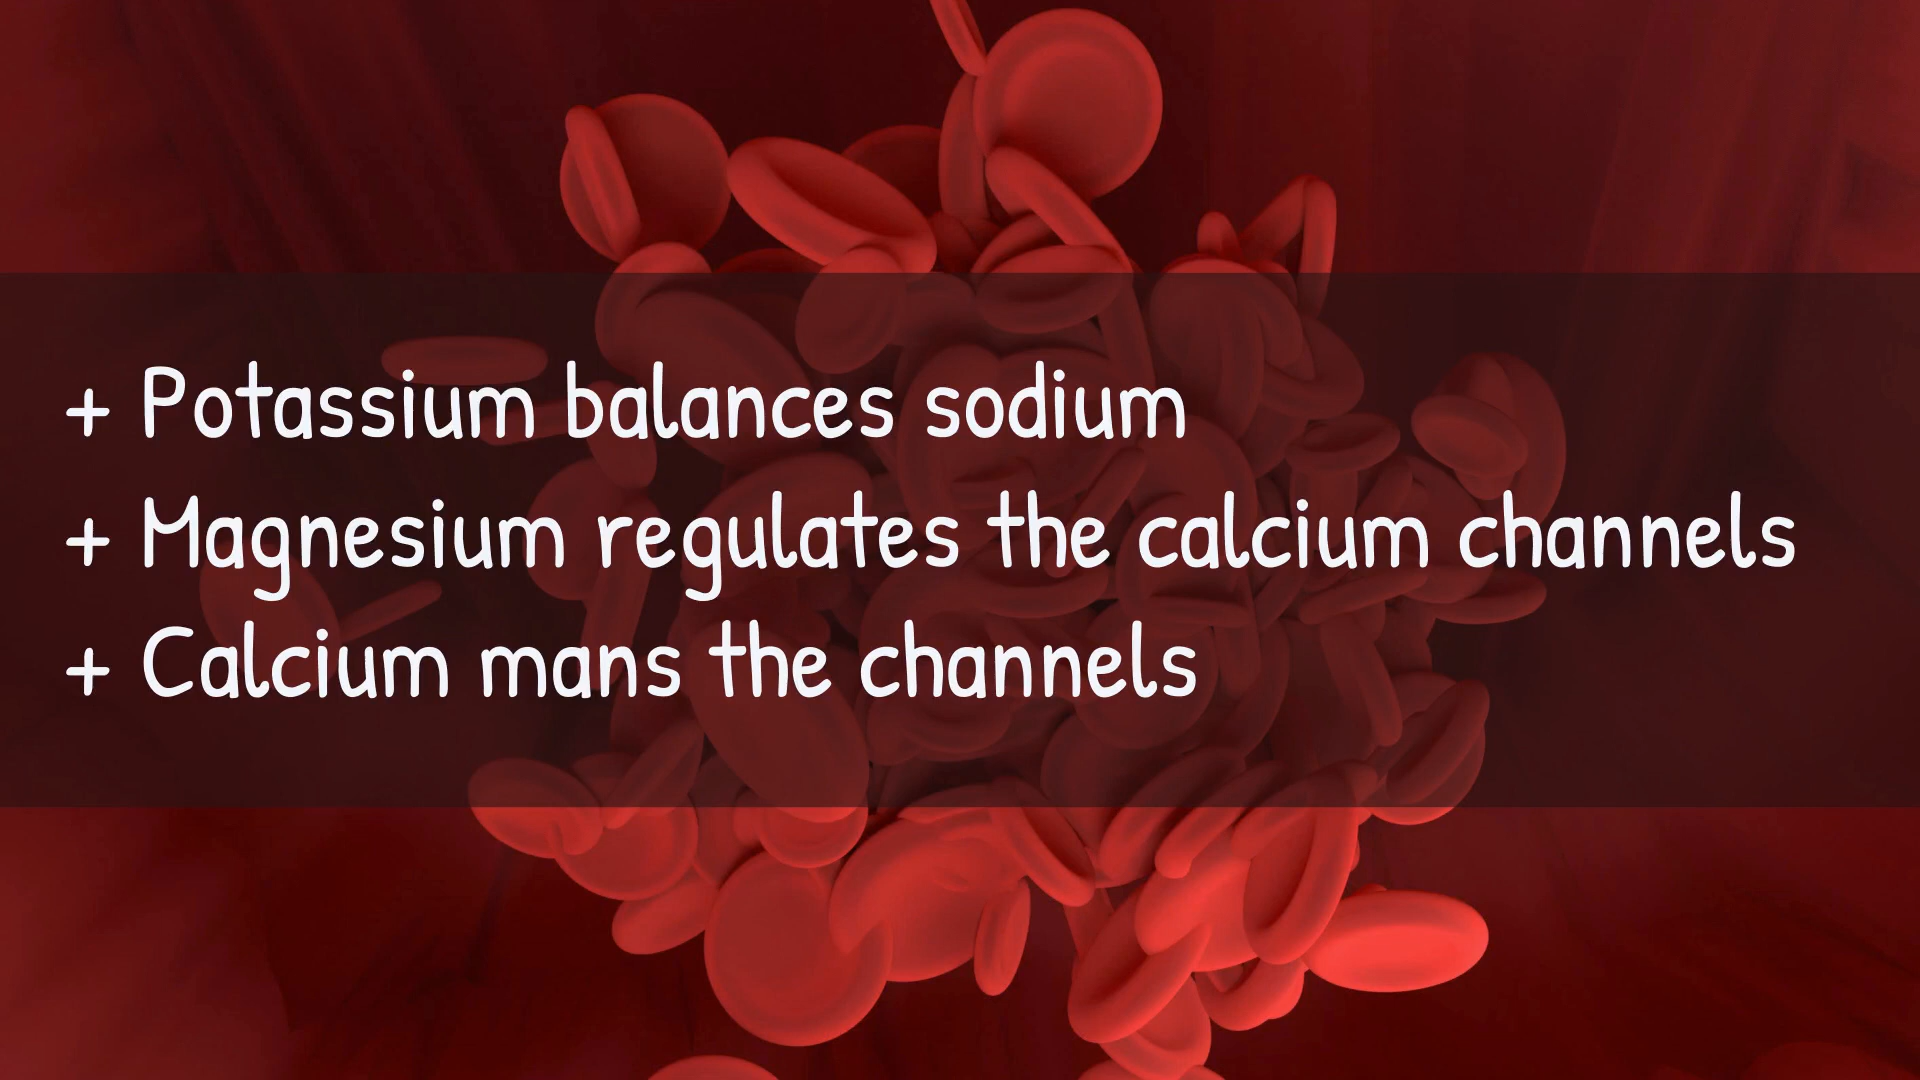 + Potassium balances sodium
+ Magnesium regulates the calcium channels
+ Calcium mans the channels